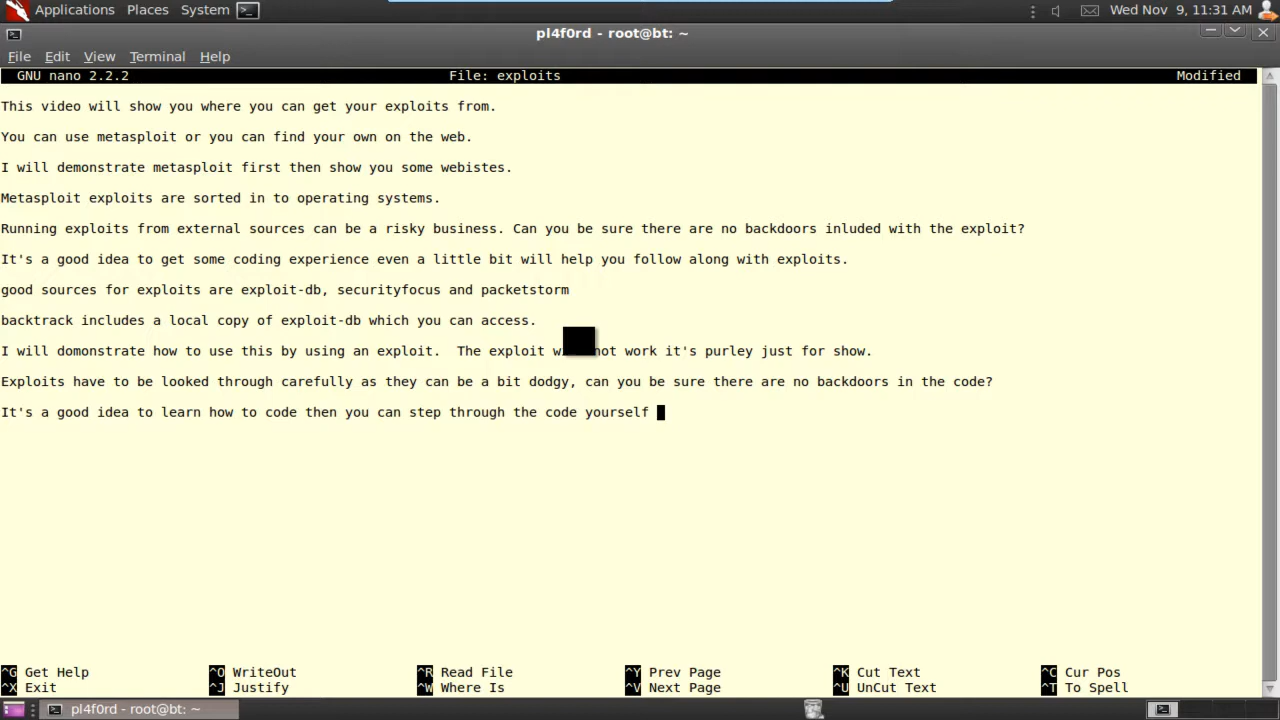 Applications Places System Wed Nov 9, 11:31 AM
pl4f0rd - root@bt: ~
File Edit View Terminal Help
GNU nano 2.2.2 File: exploits Modified
This video will show you where you can get your exploits from.
You can use metasploit or you can find your own on the web.
I will demonstrate metasploit first then show you some webistes.
Metasploit exploits are sorted in to operating systems.
Running exploits from external sources can be a risky business. Can you be sure there are no backdoors inluded with the exploit?
It's a good idea to get some coding experience even a little bit will help you follow along with exploits.
good sources for exploits are exploit-db, securityfocus and packetstorm
backtrack includes a local copy of exploit-db which you can access.
I will domonstrate how to use this by using an exploit. The exploit not work it's purley just for show.
Exploits have to be looked through carefully as they can be a bit dodgy, can you be sure there are no backdoors in the code?
It's a good idea to learn how to code then you can step through the code yourself
^G Get Help ^O WriteOut ^R Read File ^Y Prev Page ^K Cut Text ^C Cur Pos
^X Exit ^J Justify ^W Where Is ^V Next Page ^U UnCut Text ^T To Spell
pl4f0rd - root@bt: ~